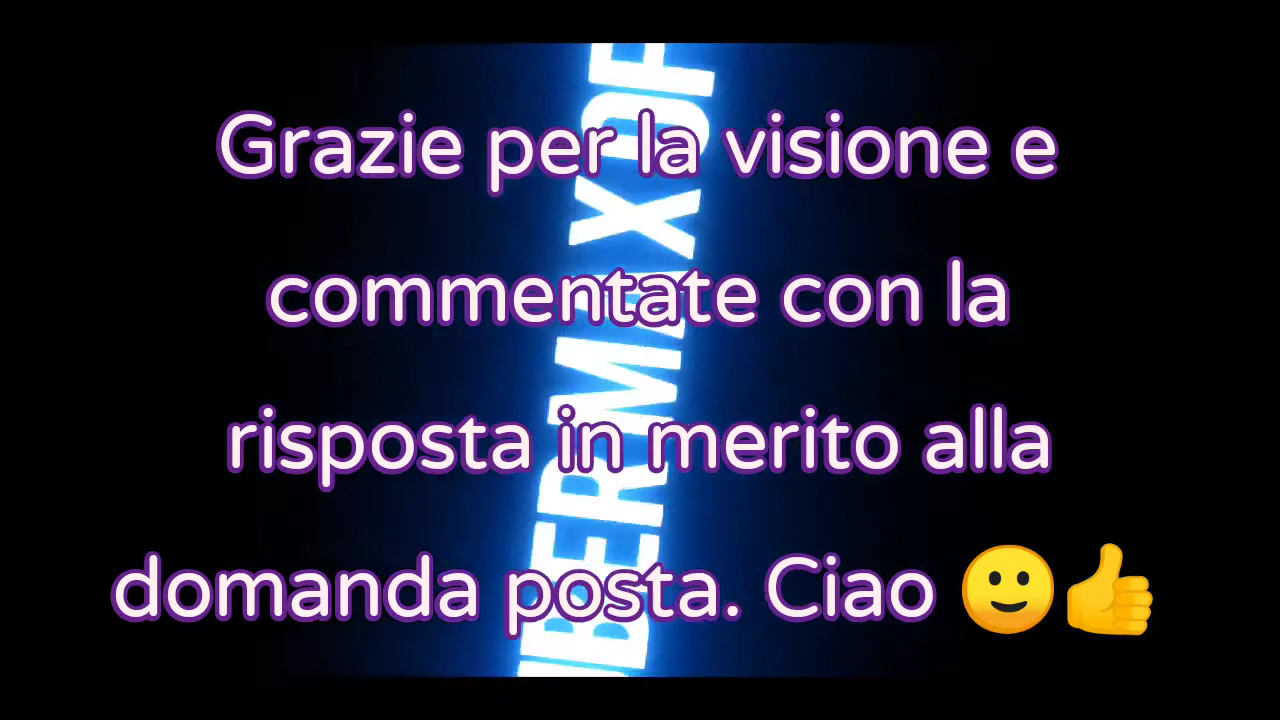 Grazie per la visione e
commentate con la
risposta in merito alla
domanda posta. Ciao 🙂👍